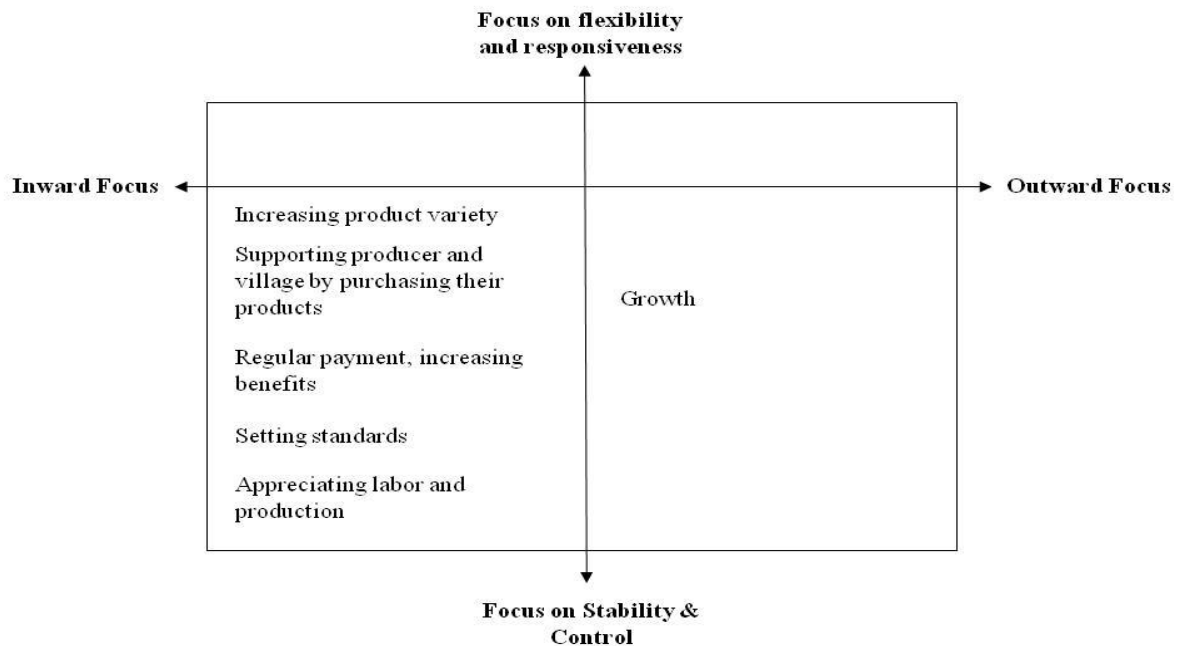 Focus on flexibility
and responsiveness
Inward Focus
Outward Focus
Increasing product variety
Supporting producer and
village by purchasing their
products
Growth
Regular payment, increasing
benefits
Setting standards
Appreciating labor and
production
Focus on Stability &
Control